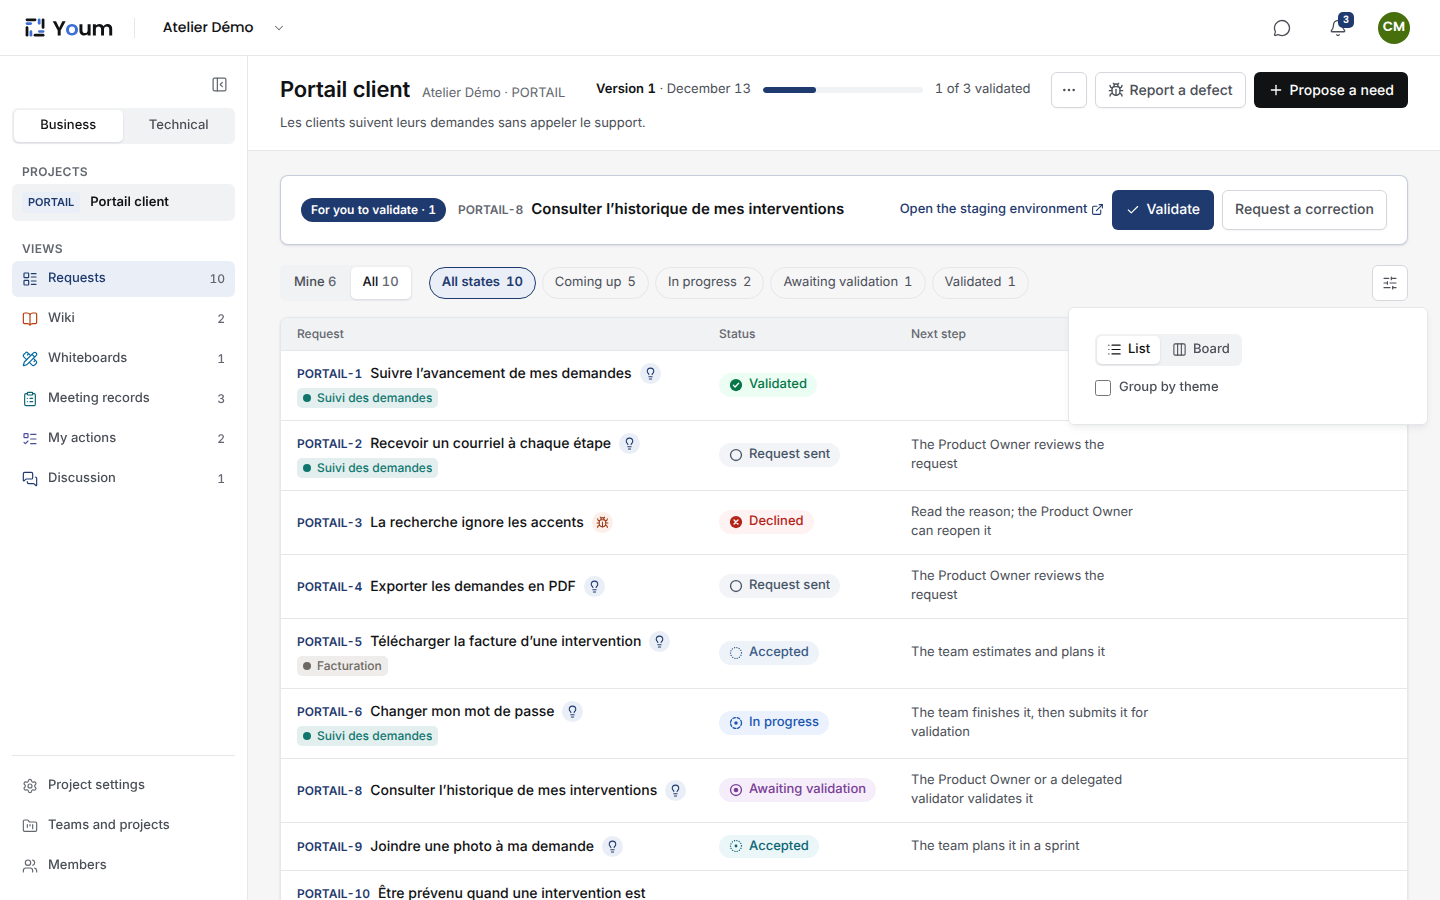 Youm
Atelier Démo
3
CM
Business
Technical
PROJECTS
PORTAIL
Portail client
VIEWS
Requests 10
Wiki 2
Whiteboards 1
Meeting records 3
My actions 2
Discussion 1
Project settings
Teams and projects
Members
Portail client Atelier Démo · PORTAIL
Version 1 · December 13
1 of 3 validated
Report a defect
Propose a need
Les clients suivent leurs demandes sans appeler le support.
For you to validate · 1
PORTAIL-8 Consulter l’historique de mes interventions
Open the staging environment
Validate
Request a correction
Mine 6
All 10
All states 10
Coming up 5
In progress 2
Awaiting validation 1
Validated 1
List
Board
Group by theme
Request
Status
Next step
PORTAIL-1 Suivre l’avancement de mes demandes
Suivi des demandes
Validated
PORTAIL-2 Recevoir un courriel à chaque étape
Suivi des demandes
Request sent
The Product Owner reviews the
request
PORTAIL-3 La recherche ignore les accents
Declined
Read the reason; the Product Owner
can reopen it
PORTAIL-4 Exporter les demandes en PDF
Request sent
The Product Owner reviews the
request
PORTAIL-5 Télécharger la facture d’une intervention
Facturation
Accepted
The team estimates and plans it
PORTAIL-6 Changer mon mot de passe
Suivi des demandes
In progress
The team finishes it, then submits it for
validation
PORTAIL-8 Consulter l’historique de mes interventions
Awaiting validation
The Product Owner or a delegated
validator validates it
PORTAIL-9 Joindre une photo à ma demande
Accepted
The team plans it in a sprint
PORTAIL-10 Être prévenu quand une intervention est